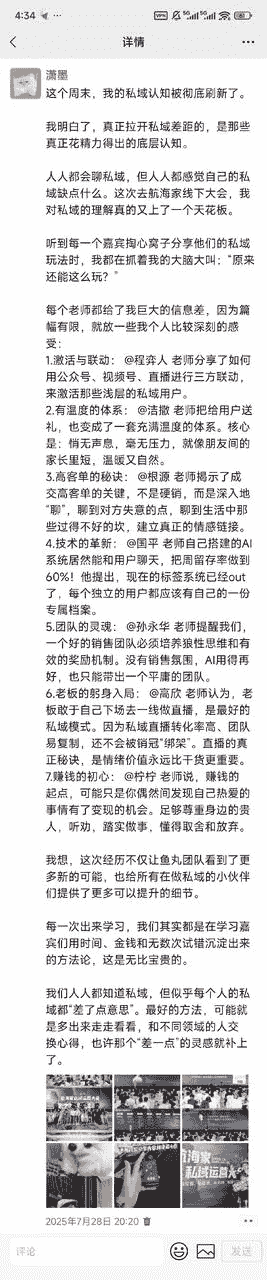 4:34
详情
潇墨
这个周末，我的私域认知被彻底刷新了。
我明白了，真正拉开私域差距的，是那些
真正花精力得出的底层认知。
人人都会聊私域，但人人都感觉自己的私
域缺点什么。这次去航海家线下大会，我
对私域的理解真的又上了一个天花板。
听到每一个嘉宾掏心窝子分享他们的私域
玩法时，我都在抓着我的大脑大叫：“原来
还能这么玩？”
每个老师都给了我巨大的信息差，因为篇
幅有限，就放一些我个人比较深刻的感
受：
1.激活与联动： @程弈人 老师分享了如何
用公众号、视频号、直播进行三方联动，
来激活那些浅层的私域用户。
2.有温度的体系： @洁撒 老师把给用户送
礼，也变成了一套充满温度的体系。核心
是：悄无声息，毫无压力，就像朋友间的
家长里短，温暖又自然。
3.高客单的秘诀： @根源 老师揭示了成
交高客单的关键，不是硬销，而是深入地
“聊”，聊到对方失意的点，聊到生活中那
些过得不好的坎，建立真正的情感链接。
4.技术的革新： @国平 老师自己搭建的AI
系统居然能和用户聊天，把周留存率做到
60%！他提出，现在的标签系统已经out
了，每个独立的用户都应该有自己的一份
专属档案。
5.团队的灵魂： @孙永华 老师提醒我们，
一个好的销售团队必须培养狼性思维和有
效的奖励机制。没有销售氛围，AI用得再
好，也只能带出一个平庸的团队。
6.老板的躬身入局： @高欣 老师认为，老
板敢于自己下场去一线做直播，是最好的
私域模式。因为私域直播转化率高、团队
易复制，还不会被销冠“绑架”。直播的真
正秘诀，是情绪价值永远比干货更重要。
7.赚钱的初心： @柠柠 老师说，赚钱的
起点，可能只是你偶然间发现自己热爱的
事情有了变现的机会。足够尊重身边的贵
人，听劝，踏实做事，懂得取舍和放弃。
我想，这次经历不仅让鱼丸团队看到了更
多新的可能，也给所有在做私域的小伙伴
们提供了更多可以提升的细节。
每一次出来学习，我们其实都是在学习嘉
宾们用时间、金钱和无数次试错沉淀出来
的方法论，这是无比宝贵的。
我们人人都知道私域，但似乎每个人的私
域都“差了点意思”。最好的方法，可能就
是多出来走走看看，和不同领域的人交
换心得，也许那个“差一点”的灵感就补上
了。
私域运营大
2025年7月28日 20:20
评论
发送